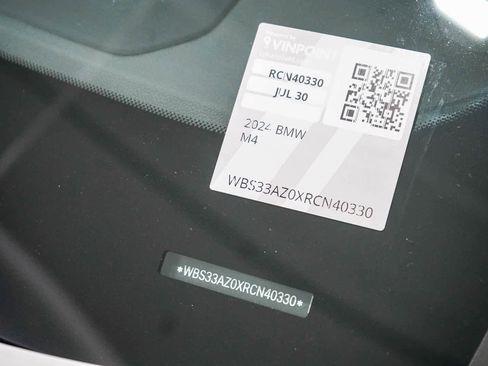 VINPOINT
RCN40330
JUL 30
2024 BMW
M4
WBS33AZ0XRCN40330
*WBS33AZ0XRCN40330*